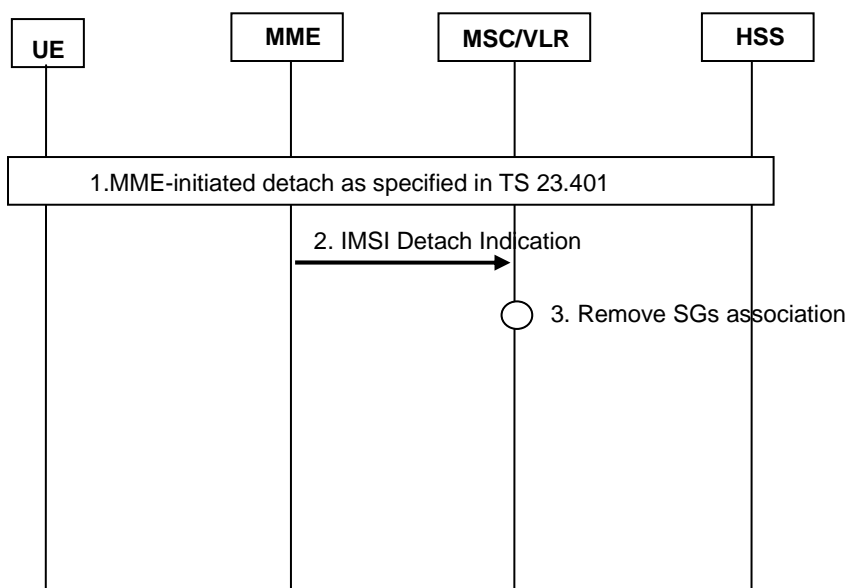 UE
MME
MSC/VLR
HSS
1.MME-initiated detach as specified in TS 23.401
2. IMSI Detach Indication
3. Remove SGs association